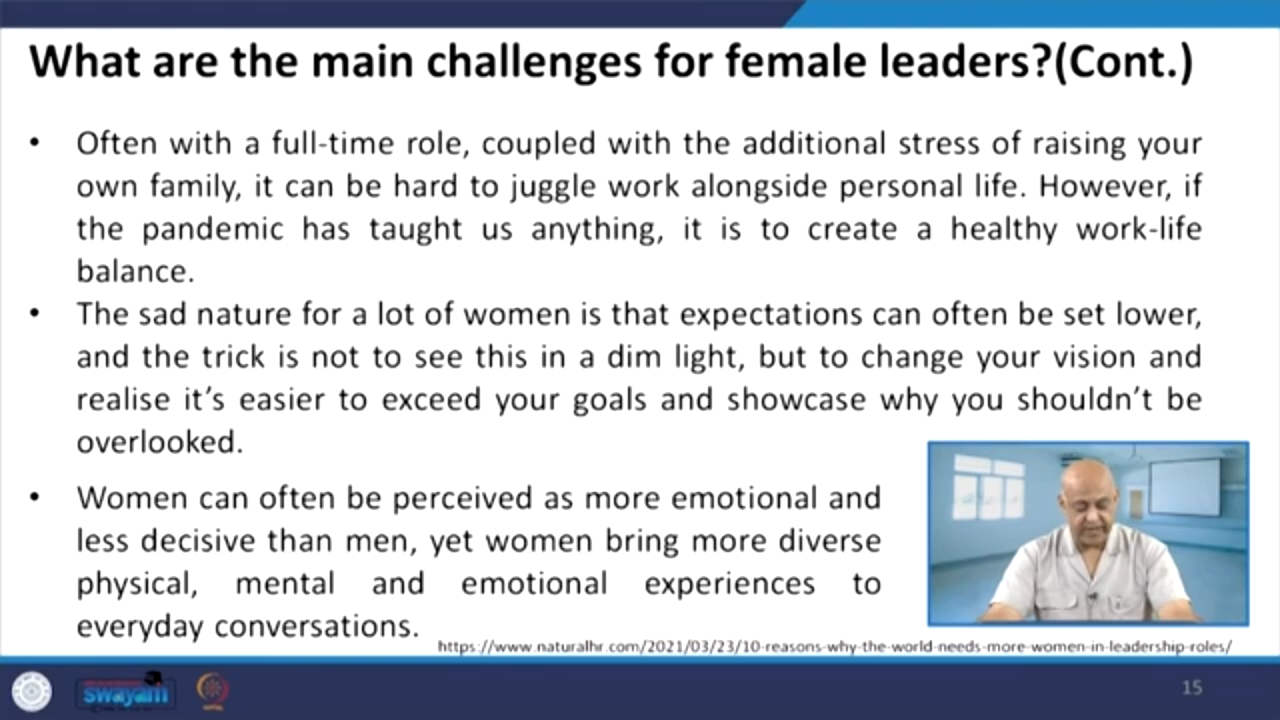 What are the main challenges for female leaders?(Cont.)
• Often with a full-time role, coupled with the additional stress of raising your
own family, it can be hard to juggle work alongside personal life. However, if
the pandemic has taught us anything, it is to create a healthy work-life
balance.
• The sad nature for a lot of women is that expectations can often be set lower,
and the trick is not to see this in a dim light, but to change your vision and
realise it’s easier to exceed your goals and showcase why you shouldn’t be
overlooked.
• Women can often be perceived as more emotional and
less decisive than men, yet women bring more diverse
physical, mental and emotional experiences to
everyday conversations.
https://www.naturalhr.com/2021/03/23/10-reasons-why-the-world-needs-more-women-in-leadership-roles/
swayam
15